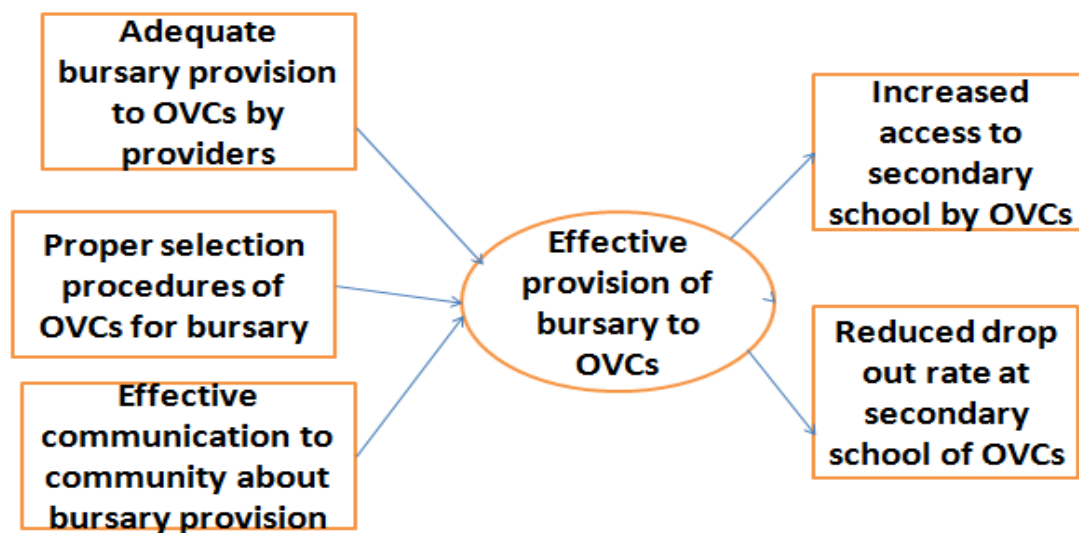 Adequate
bursary provision
to OVCs by
providers
Proper selection
procedures of
OVCs for bursary
Effective
communication to
community about
bursary provision
Effective
provision of
bursary to
OVCs
Increased
access to
secondary
school by OVCs
Reduced drop
out rate at
secondary
school of OVCs